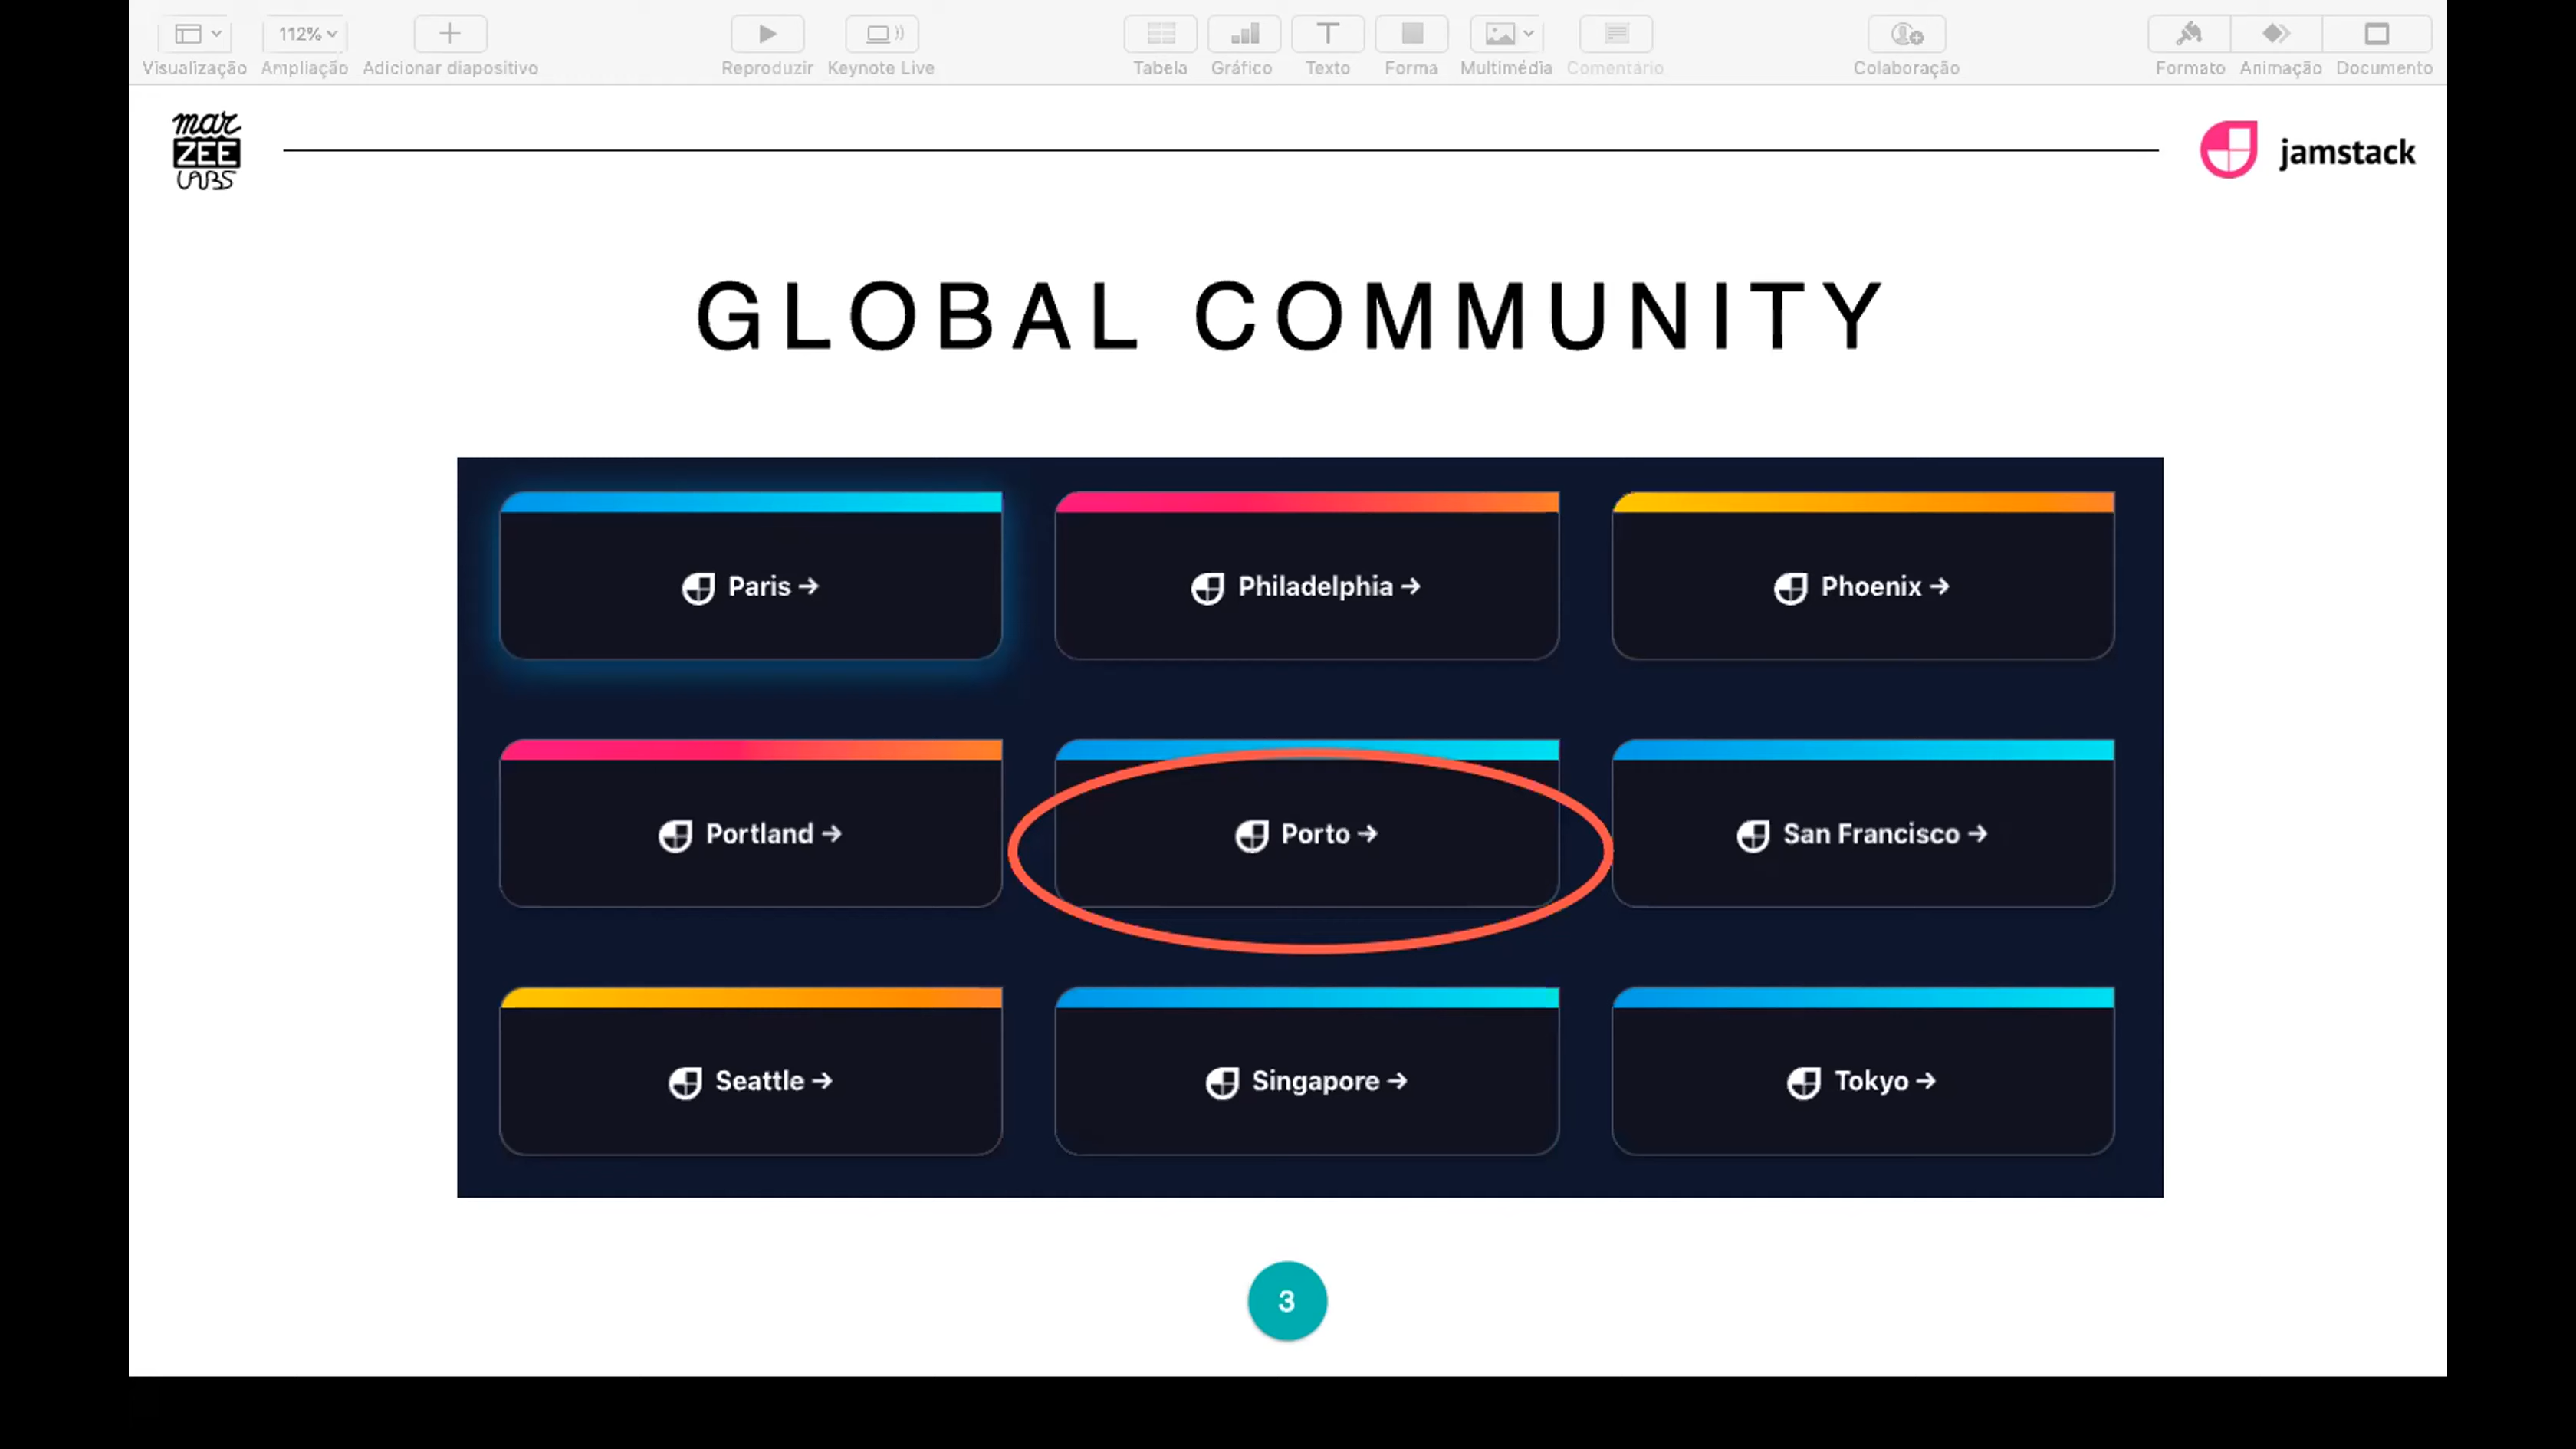 112%
Visualização Ampliação Adicionar diapositivo Reproduzir Keynote Live Tabela Gráfico Texto Forma Multimédia Comentário Colaboração Formato Animação Documento
mar
ZEE
LABS
jamstack
GLOBAL COMMUNITY
Paris → Philadelphia → Phoenix →
Portland → Porto → San Francisco →
Seattle → Singapore → Tokyo →
3